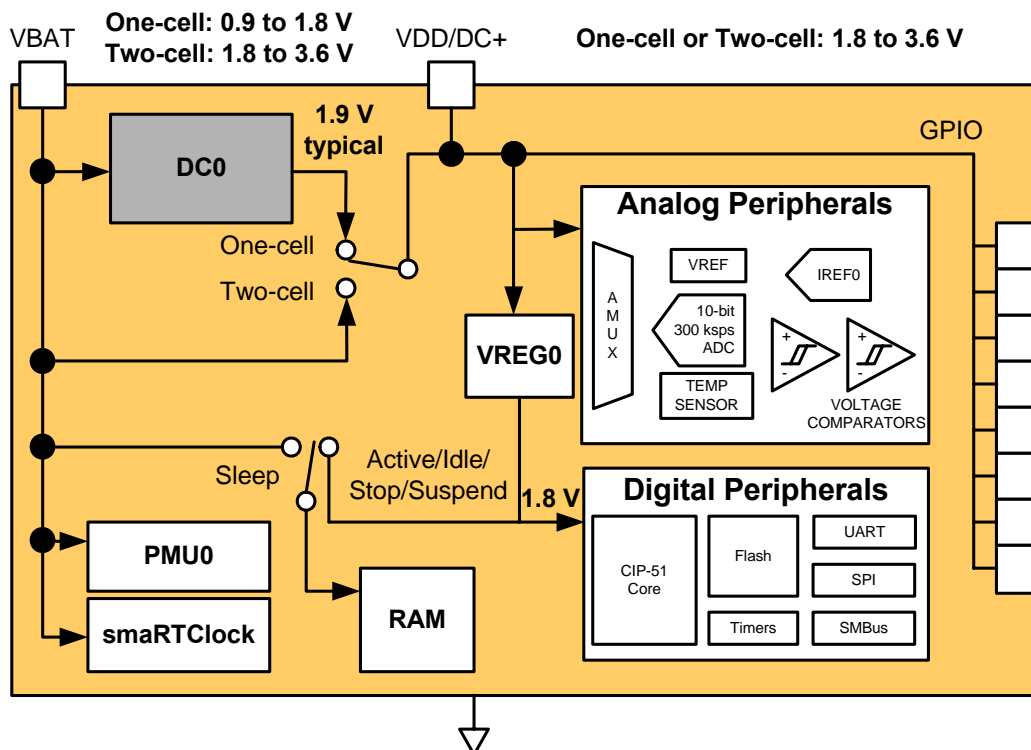 VBAT
One-cell: 0.9 to 1.8 V
Two-cell: 1.8 to 3.6 V
VDD/DC+
One-cell or Two-cell: 1.8 to 3.6 V
GPIO
DC0
1.9 V
typical
One-cell
Two-cell
VREG0
Analog Peripherals
A
M
U
X
VREF
IREF0
10-bit
300 ksps
ADC
TEMP
SENSOR
+
-
+
-
VOLTAGE
COMPARATORS
Sleep
Active/Idle/
Stop/Suspend
1.8 V
Digital Peripherals
CIP-51
Core
Flash
Timers
UART
SPI
SMBus
PMU0
smaRTClock
RAM